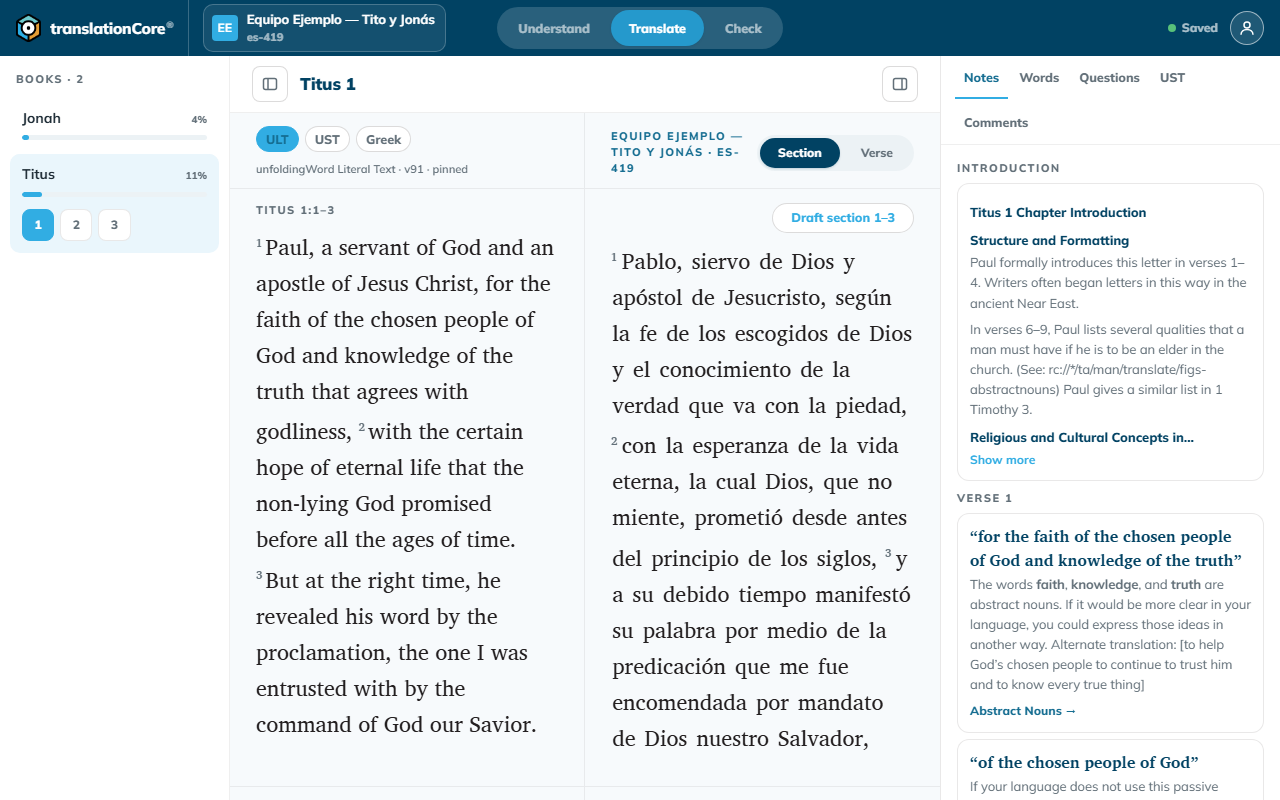 translationCore®
EE
Equipo Ejemplo — Tito y Jonás
es-419
Understand
Translate
Check
Saved
BOOKS · 2
Jonah
4%
Titus
11%
1
2
3
Titus 1
ULT
UST
Greek
unfoldingWord Literal Text · v91 · pinned
TITUS 1:1–3
1 Paul, a servant of God and an
apostle of Jesus Christ, for the
faith of the chosen people of
God and knowledge of the
truth that agrees with
godliness, 2 with the certain
hope of eternal life that the
non-lying God promised
before all the ages of time.
3 But at the right time, he
revealed his word by the
proclamation, the one I was
entrusted with by the
command of God our Savior.
EQUIPO EJEMPLO —
TITO Y JONÁS · ES-
419
Section
Verse
Draft section 1–3
1 Pablo, siervo de Dios y
apóstol de Jesucristo, según
la fe de los escogidos de Dios
y el conocimiento de la
verdad que va con la piedad,
2 con la esperanza de la vida
eterna, la cual Dios, que no
miente, prometió desde antes
del principio de los siglos, 3 y
a su debido tiempo manifestó
su palabra por medio de la
predicación que me fue
encomendada por mandato
de Dios nuestro Salvador,
Notes
Words
Questions
UST
Comments
INTRODUCTION
Titus 1 Chapter Introduction
Structure and Formatting
Paul formally introduces this letter in verses 1–
4. Writers often began letters in this way in the
ancient Near East.
In verses 6–9, Paul lists several qualities that a
man must have if he is to be an elder in the
church. (See: rc://*/ta/man/translate/figs-
abstractnouns) Paul gives a similar list in 1
Timothy 3.
Religious and Cultural Concepts in…
Show more
VERSE 1
“for the faith of the chosen people
of God and knowledge of the truth”
The words faith, knowledge, and truth are
abstract nouns. If it would be more clear in your
language, you could express those ideas in
another way. Alternate translation: [to help
God’s chosen people to continue to trust him
and to know every true thing]
Abstract Nouns →
“of the chosen people of God”
If your language does not use this passive